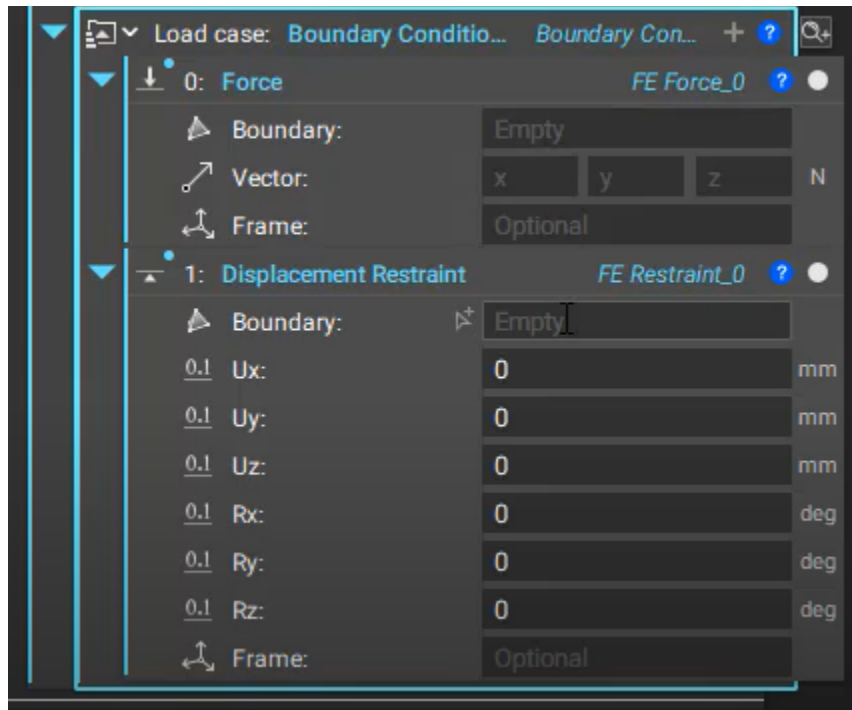 Load case: Boundary Conditio... Boundary Con... + ?
0: Force FE Force_0 ?
Boundary: Empty
Vector: x y z N
Frame: Optional
1: Displacement Restraint FE Restraint_0 ?
Boundary: Empty
0.1 Ux: 0 mm
0.1 Uy: 0 mm
0.1 Uz: 0 mm
0.1 Rx: 0 deg
0.1 Ry: 0 deg
0.1 Rz: 0 deg
Frame: Optional